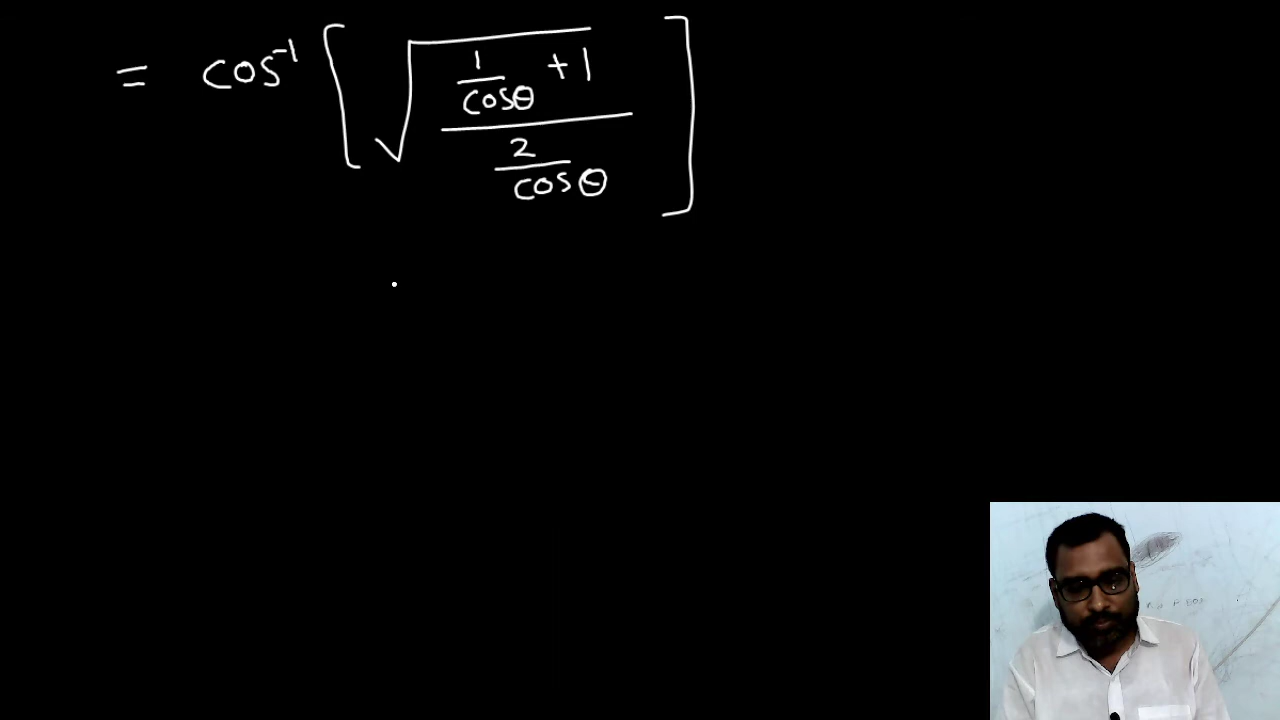 = cos⁻¹ [ √( (1/cosθ + 1) / (2/cosθ) ) ]